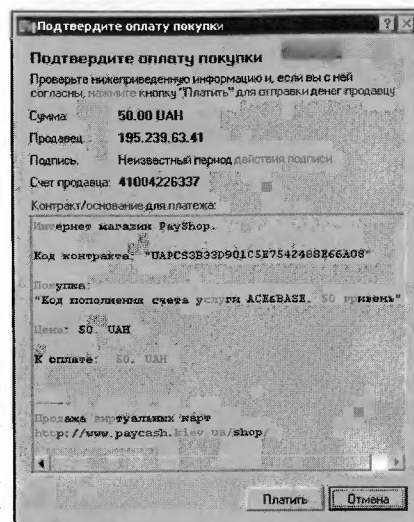 Подтвердите оплату покупки
Подтвердите оплату покупки
Проверьте нижеприведенную информацию и, если вы с ней
согласны, нажмите кнопку "Платить" для отправки денег продавцу
Сумма: 50.00 UAH
Продавец: 195.239.63.41
Подпись: Неизвестный период действия подписи
Счет продавца: 41004226337
Контракт/основание для платежа:
Интернет магазин PayShop.
Код контракта: "UAPCS3B33D901C5E7542488E66A08"
Покупка:
"Код пополнения счета услуги ACE&BASE. 50 гривень"
Цена: 50. UAH
К оплате: 50. UAH
Продажа виртуальных карт
http://www.paycash.kiev.ua/shop/
Платить
Отмена